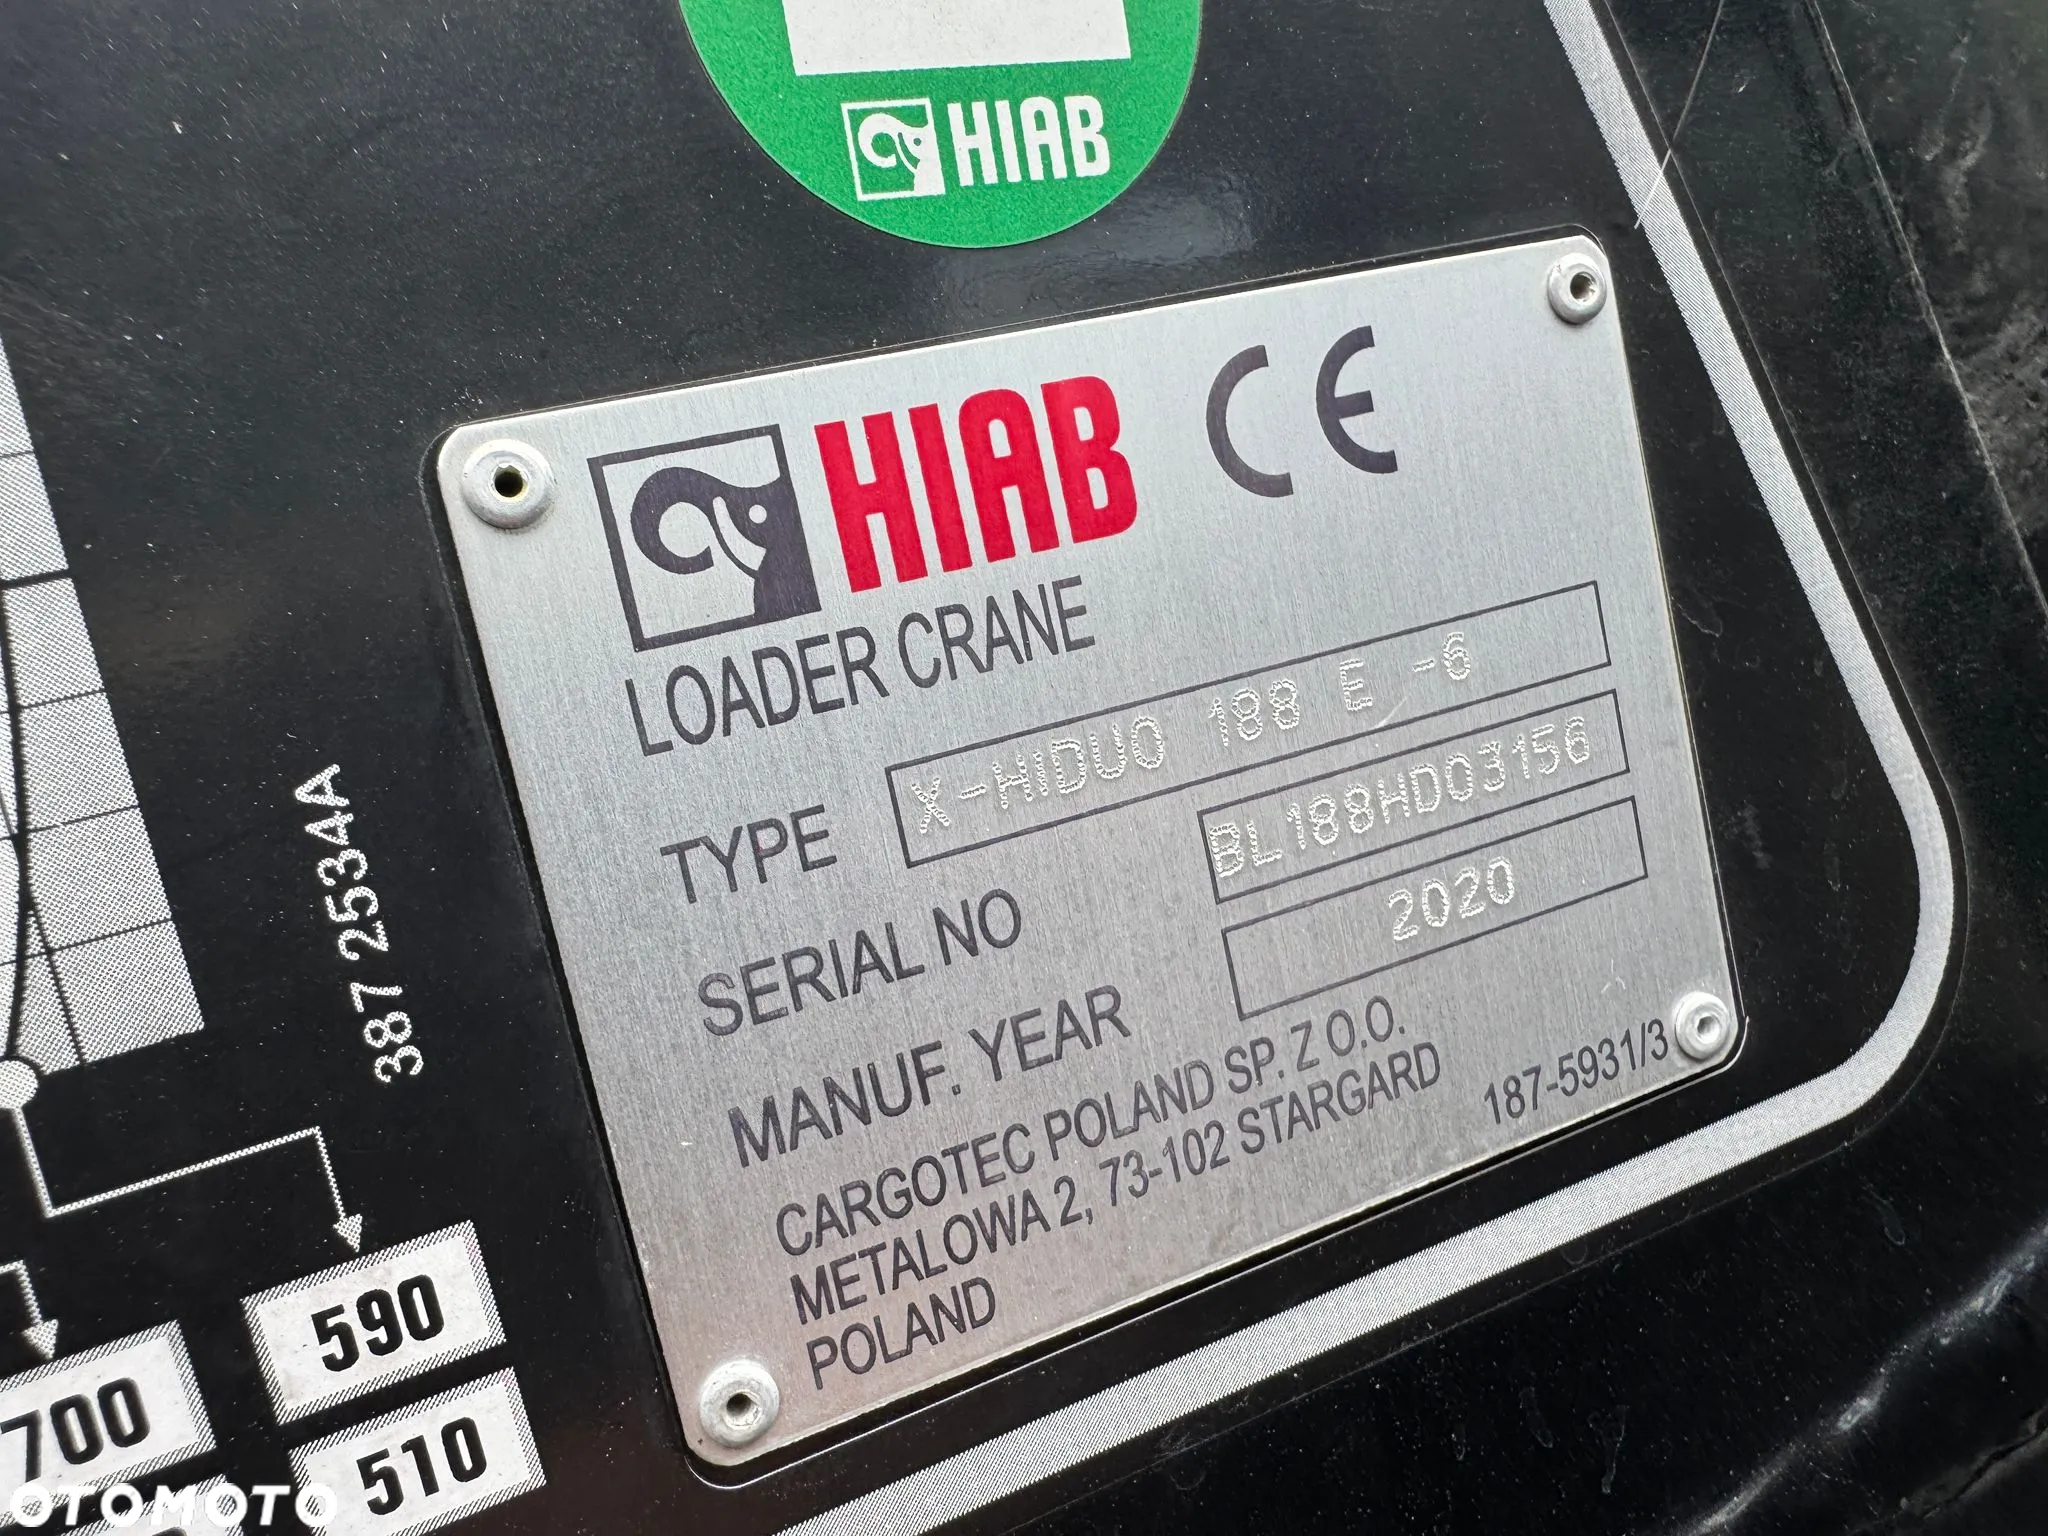 HIAB
HIAB CE
LOADER CRANE
TYPE X-HIDUO 188 E -6
SERIAL NO BL188HD03156
MANUF. YEAR 2020
CARGOTEC POLAND SP. Z O.O.
METALOWA 2, 73-102 STARGARD
POLAND
187-5931/3
387 2534A
590
700
510
OTOMOTO